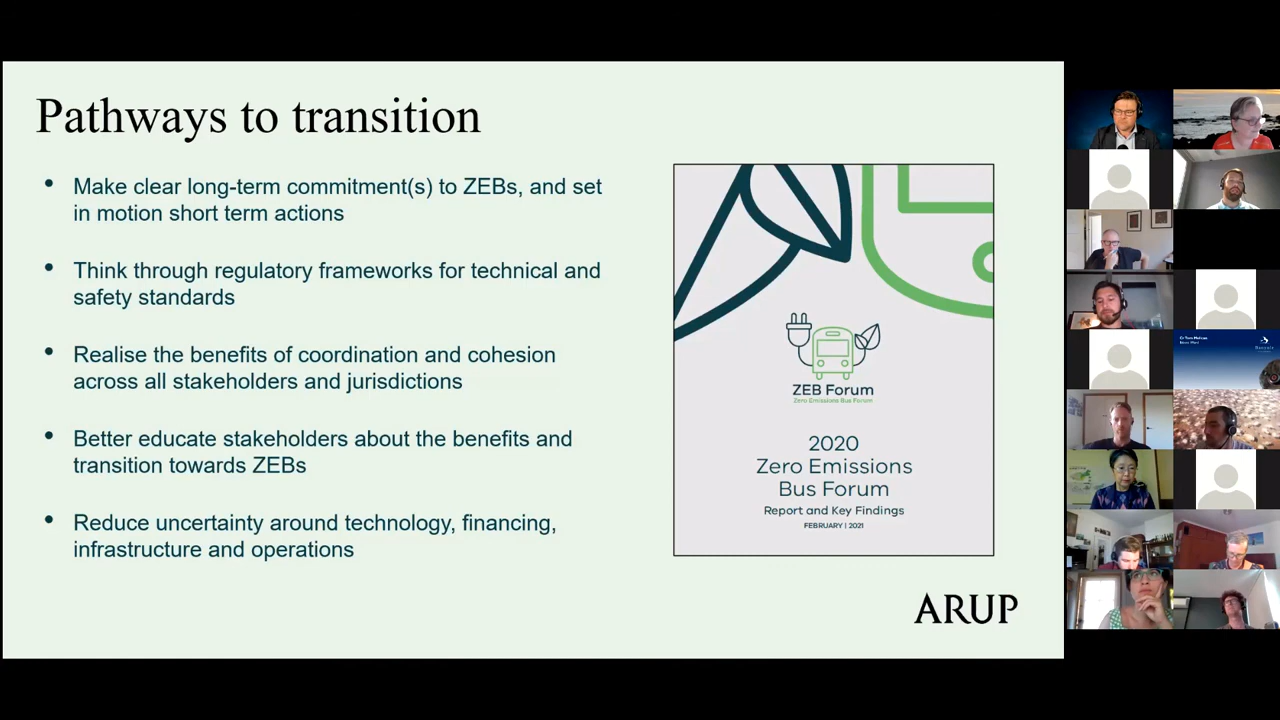 Pathways to transition
• Make clear long-term commitment(s) to ZEBs, and set
in motion short term actions
• Think through regulatory frameworks for technical and
safety standards
• Realise the benefits of coordination and cohesion
across all stakeholders and jurisdictions
• Better educate stakeholders about the benefits and
transition towards ZEBs
• Reduce uncertainty around technology, financing,
infrastructure and operations
ZEB Forum
Zero Emissions Bus Forum
2020
Zero Emissions
Bus Forum
Report and Key Findings
FEBRUARY | 2021
ARUP